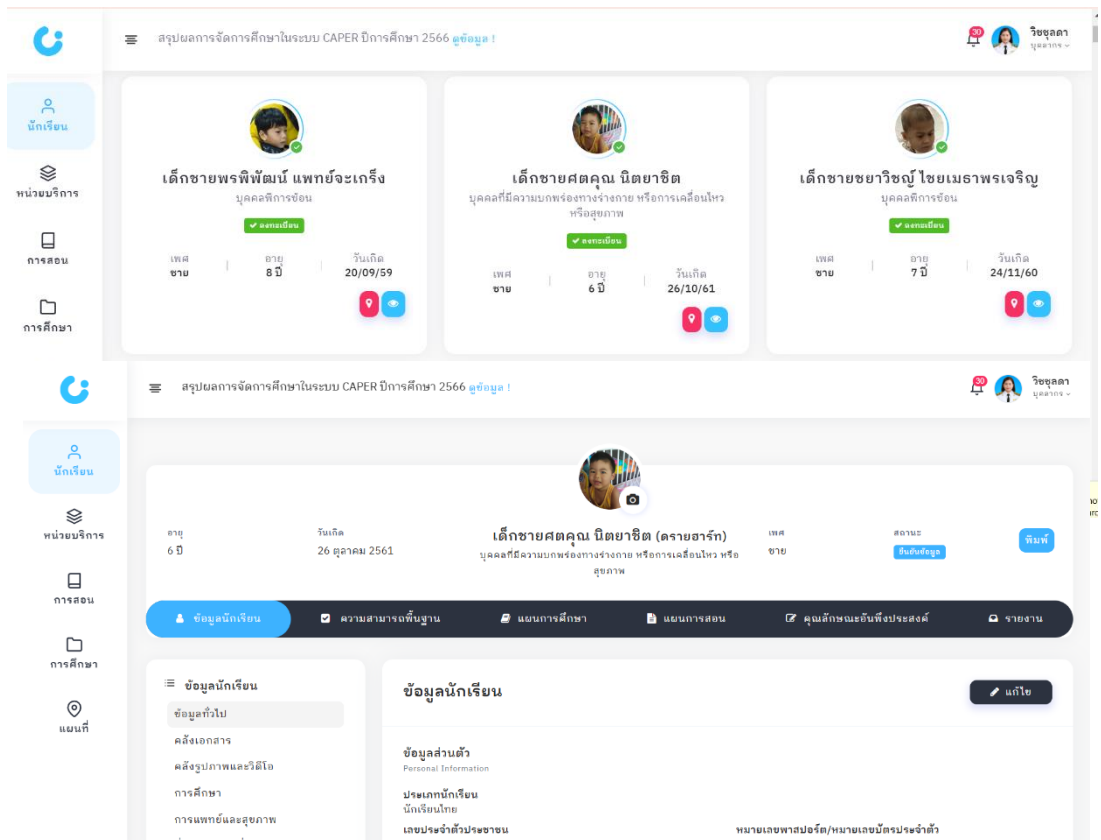 สรุปผลการจัดการศึกษาในระบบ CAPER ปีการศึกษา 2566 ดูข้อมูล !
30
วิชชุลดา
บุคลากร
นักเรียน
หน่วยบริการ
การสอน
การศึกษา
เด็กชายพรพิพัฒน์ แพทย์จะเกร็ง
บุคคลพิการซ้อน
ลงทะเบียน
เพศ อายุ วันเกิด
ชาย 8 ปี 20/09/59
เด็กชายศตคุณ นิตยาชิต
บุคคลที่มีความบกพร่องทางร่างกาย หรือการเคลื่อนไหว
หรือสุขภาพ
ลงทะเบียน
เพศ อายุ วันเกิด
ชาย 6 ปี 26/10/61
เด็กชายชยาวิชญ์ ไชยเมธาพรเจริญ
บุคคลพิการซ้อน
ลงทะเบียน
เพศ อายุ วันเกิด
ชาย 7 ปี 24/11/60
สรุปผลการจัดการศึกษาในระบบ CAPER ปีการศึกษา 2566 ดูข้อมูล !
30
วิชชุลดา
บุคลากร
นักเรียน
หน่วยบริการ
การสอน
การศึกษา
แผนที่
อายุ
6 ปี
วันเกิด
26 ตุลาคม 2561
เด็กชายศตคุณ นิตยาชิต (ดรายฮาร์ท)
บุคคลที่มีความบกพร่องทางร่างกาย หรือการเคลื่อนไหว หรือ
สุขภาพ
เพศ
ชาย
สถานะ
ยืนยันข้อมูล
พิมพ์
ข้อมูลนักเรียน ความสามารถพื้นฐาน แผนการศึกษา แผนการสอน คุณลักษณะอันพึงประสงค์ รายงาน
ข้อมูลนักเรียน
ข้อมูลทั่วไป
คลังเอกสาร
คลังรูปภาพและวิดีโอ
การศึกษา
การแพทย์และสุขภาพ
ข้อมูลนักเรียน
แก้ไข
ข้อมูลส่วนตัว
Personal Information
ประเภทนักเรียน
นักเรียนไทย
เลขประจำตัวประชาชน หมายเลขพาสปอร์ต/หมายเลขบัตรประจำตัว